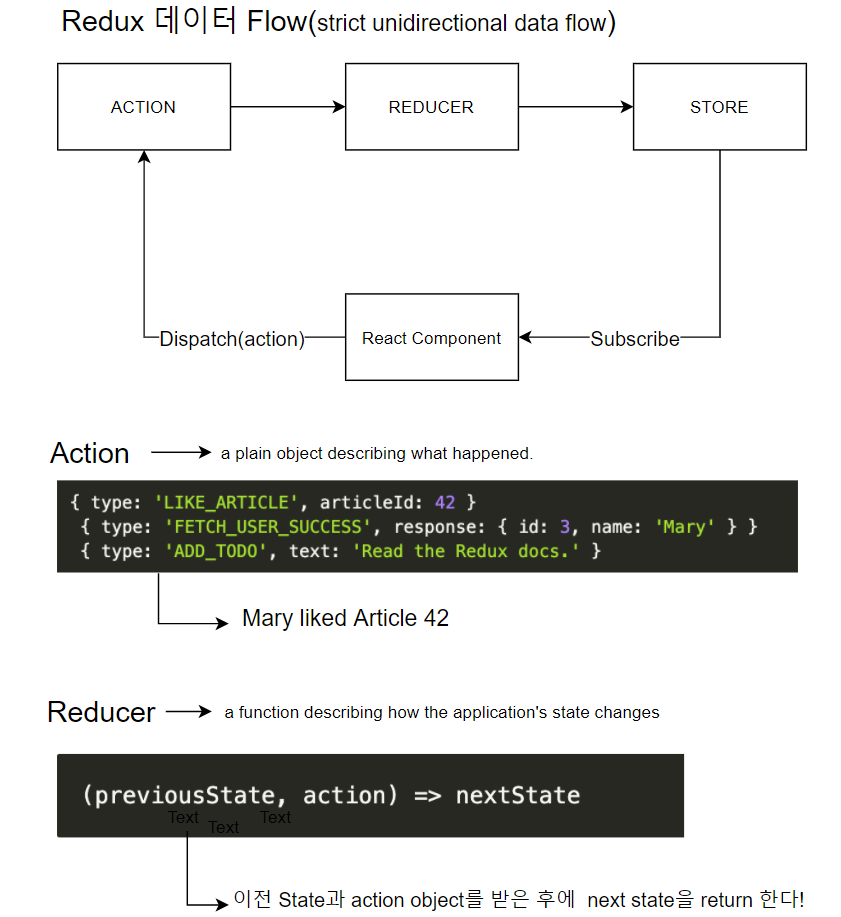 Redux 데이터 Flow(strict unidirectional data flow)
ACTION
REDUCER
STORE
Dispatch(action)
React Component
Subscribe
Action
a plain object describing what happened.
{ type: 'LIKE_ARTICLE', articleId: 42 }
{ type: 'FETCH_USER_SUCCESS', response: { id: 3, name: 'Mary' } }
{ type: 'ADD_TODO', text: 'Read the Redux docs.' }
Mary liked Article 42
Reducer
a function describing how the application's state changes
(previousState, action) => nextState
Text
Text
Text
이전 State과 action object를 받은 후에 next state을 return 한다!